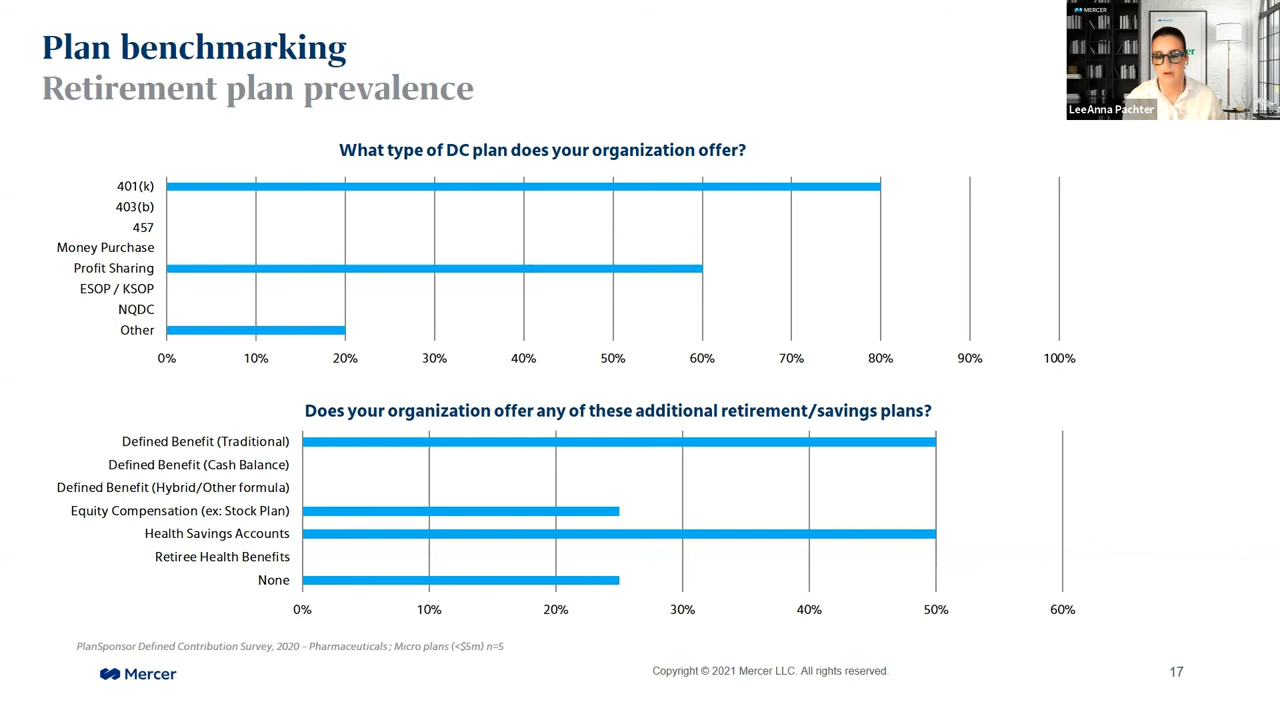 Plan benchmarking
Retirement plan prevalence
MERCER
LeeAnna Pachter
What type of DC plan does your organization offer?
401(k)
403(b)
457
Money Purchase
Profit Sharing
ESOP / KSOP
NQDC
Other
0% 10% 20% 30% 40% 50% 60% 70% 80% 90% 100%
Does your organization offer any of these additional retirement/savings plans?
Defined Benefit (Traditional)
Defined Benefit (Cash Balance)
Defined Benefit (Hybrid/Other formula)
Equity Compensation (ex: Stock Plan)
Health Savings Accounts
Retiree Health Benefits
None
0% 10% 20% 30% 40% 50% 60%
PlanSponsor Defined Contribution Survey, 2020 – Pharmaceuticals; Micro plans (<$5m) n=5
Mercer
Copyright © 2021 Mercer LLC. All rights reserved.
17